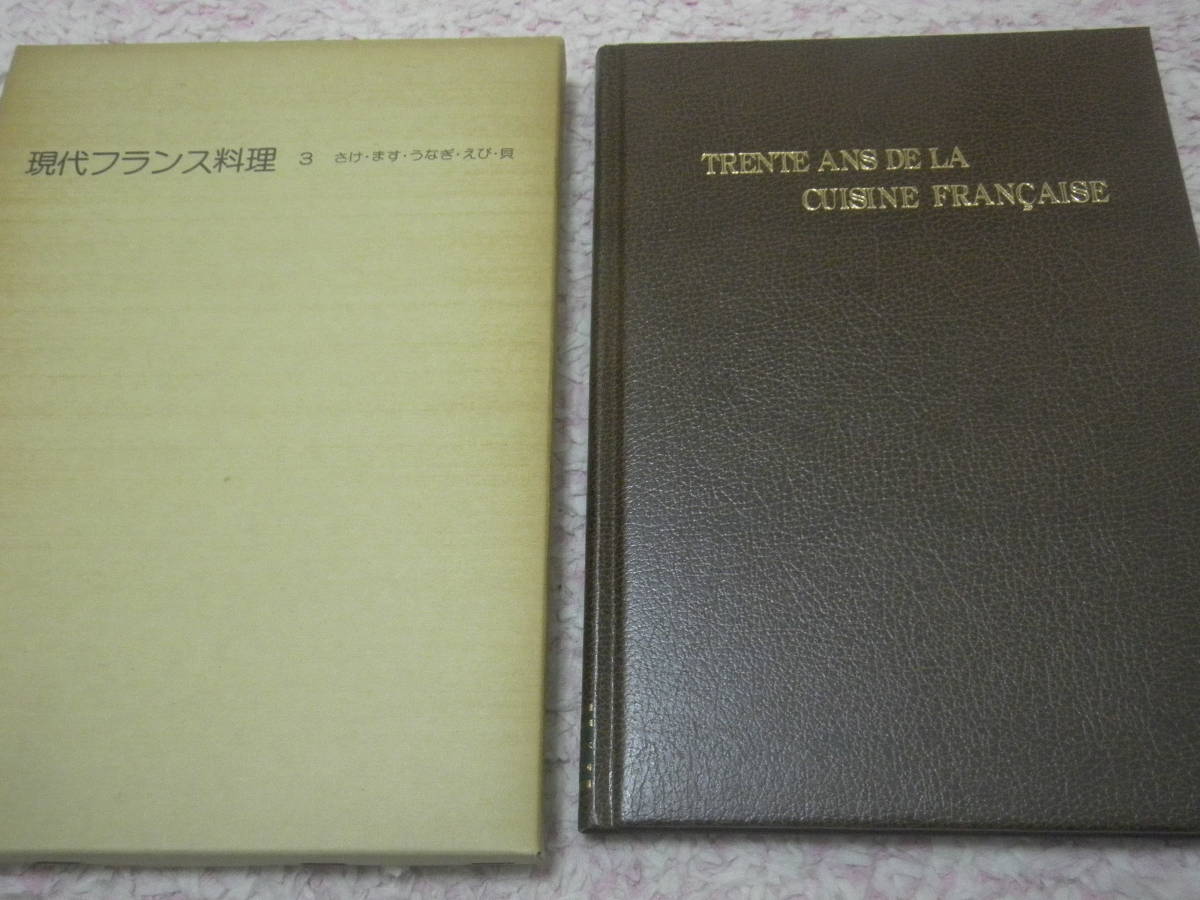 現代フランス料理 3 さけ・ます・うなぎ・えび・貝
TRENTE ANS DE LA
CUISINE FRANÇAISE